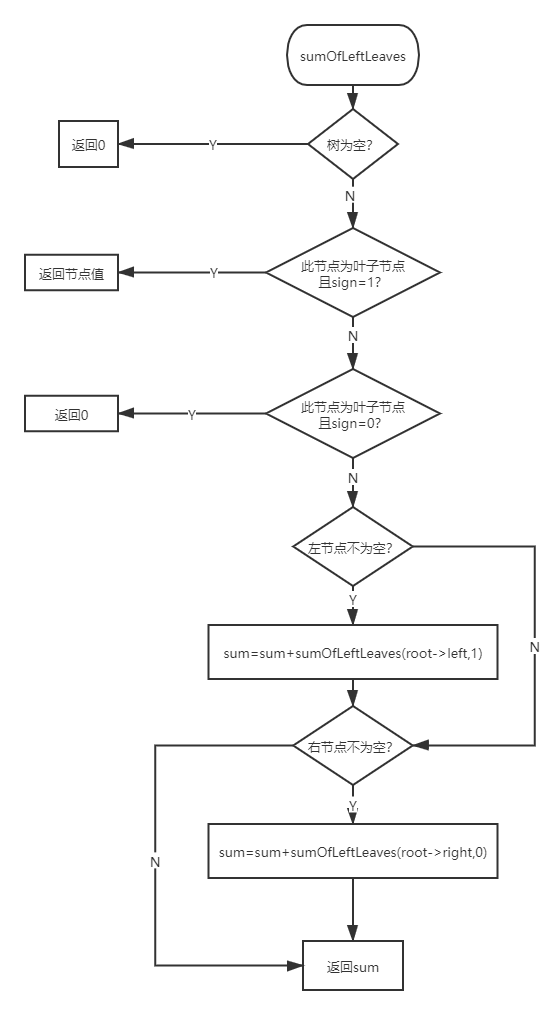 sumOfLeftLeaves
树为空?
Y
返回0
N
此节点为叶子节点
且sign=1?
Y
返回节点值
N
此节点为叶子节点
且sign=0?
Y
返回0
N
左节点不为空?
Y
N
sum=sum+sumOfLeftLeaves(root->left,1)
右节点不为空?
Y
N
sum=sum+sumOfLeftLeaves(root->right,0)
返回sum